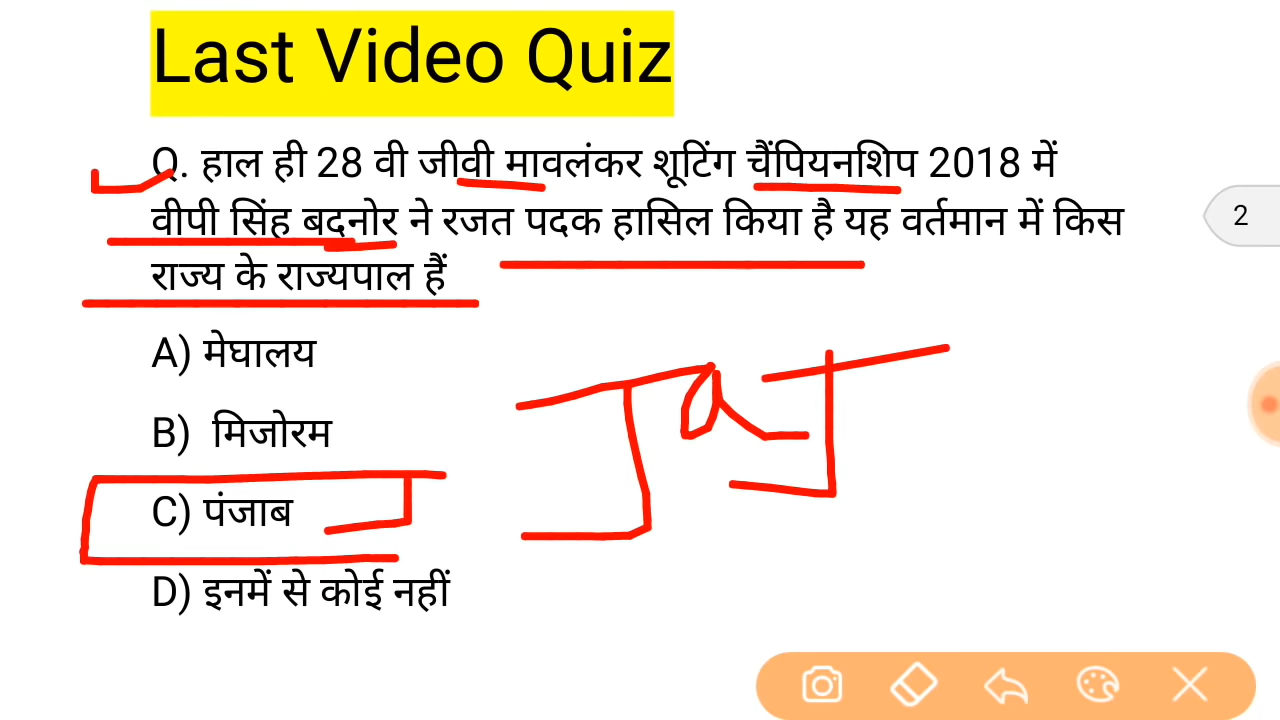 Last Video Quiz
Q. हाल ही 28 वी जीवी मावलंकर शूटिंग चैंपियनशिप 2018 में
वीपी सिंह बदनोर ने रजत पदक हासिल किया है यह वर्तमान में किस
2
राज्य के राज्यपाल हैं
A) मेघालय
B) मिजोरम
C) पंजाब
D) इनमें से कोई नहीं